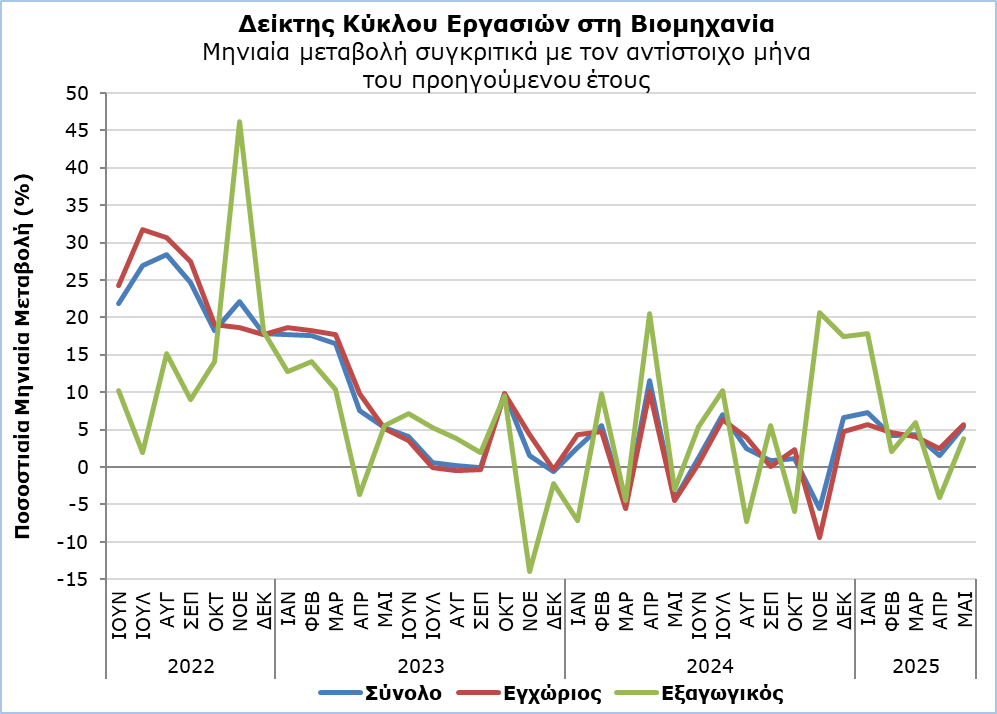 Δείκτης Κύκλου Εργασιών στη Βιομηχανία
Μηνιαία μεταβολή συγκριτικά με τον αντίστοιχο μήνα
του προηγούμενου έτους
Ποσοστιαία Μηνιαία Μεταβολή (%)
50
45
40
35
30
25
20
15
10
5
0
-5
-10
-15
ΙΟΥΝ ΙΟΥΛ ΑΥΓ ΣΕΠ ΟΚΤ ΝΟΕ ΔΕΚ ΙΑΝ ΦΕΒ ΜΑΡ ΑΠΡ ΜΑΙ ΙΟΥΝ ΙΟΥΛ ΑΥΓ ΣΕΠ ΟΚΤ ΝΟΕ ΔΕΚ ΙΑΝ ΦΕΒ ΜΑΡ ΑΠΡ ΜΑΙ ΙΟΥΝ ΙΟΥΛ ΑΥΓ ΣΕΠ ΟΚΤ ΝΟΕ ΔΕΚ ΙΑΝ ΦΕΒ ΜΑΡ ΑΠΡ ΜΑΙ
2022 2023 2024 2025
Σύνολο Εγχώριος Εξαγωγικός